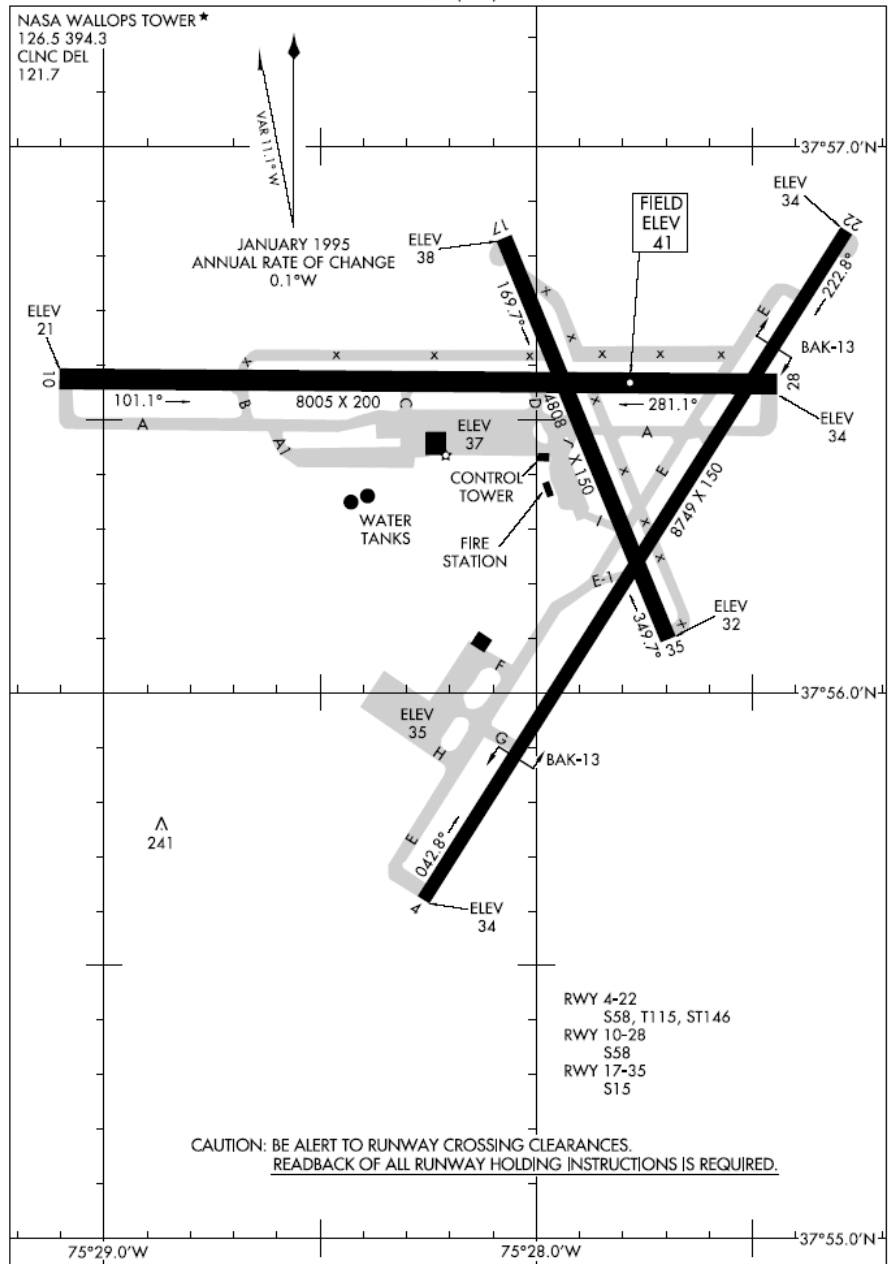 NASA WALLOPS TOWER ★
126.5 394.3
CLNC DEL
121.7
VAR 11.1° W
JANUARY 1995
ANNUAL RATE OF CHANGE
0.1°W
37°57.0'N
ELEV
34
22
FIELD
ELEV
41
17
ELEV
38
222.8°
E
169.7°
ELEV
21
x
x
x
x
x
x
x
x
x
x
BAK-13
10
28
101.1°
8005 X 200
281.1°
ELEV
34
A
B
C
D
A
A1
ELEV
37
4808 X 150
x
x
E
8749 X 150
CONTROL
TOWER
WATER
TANKS
FIRE
STATION
I
x
x
E-1
349.7°
x
35
ELEV
32
F
37°56.0'N
ELEV
35
G
H
BAK-13
241
E
042.8°
4
ELEV
34
RWY 4-22
S58, T115, ST146
RWY 10-28
S58
RWY 17-35
S15
CAUTION: BE ALERT TO RUNWAY CROSSING CLEARANCES.
READBACK OF ALL RUNWAY HOLDING INSTRUCTIONS IS REQUIRED.
37°55.0'N
75°29.0'W
75°28.0'W